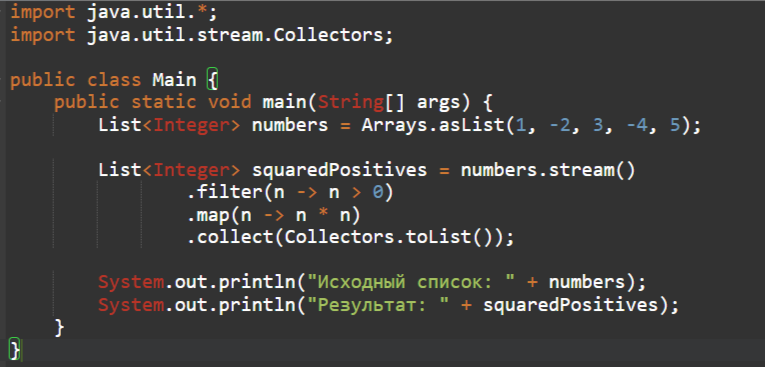 import java.util.*;
import java.util.stream.Collectors;

public class Main {
    public static void main(String[] args) {
        List<Integer> numbers = Arrays.asList(1, -2, 3, -4, 5);

        List<Integer> squaredPositives = numbers.stream()
                .filter(n -> n > 0)
                .map(n -> n * n)
                .collect(Collectors.toList());

        System.out.println("Исходный список: " + numbers);
        System.out.println("Результат: " + squaredPositives);
    }
}